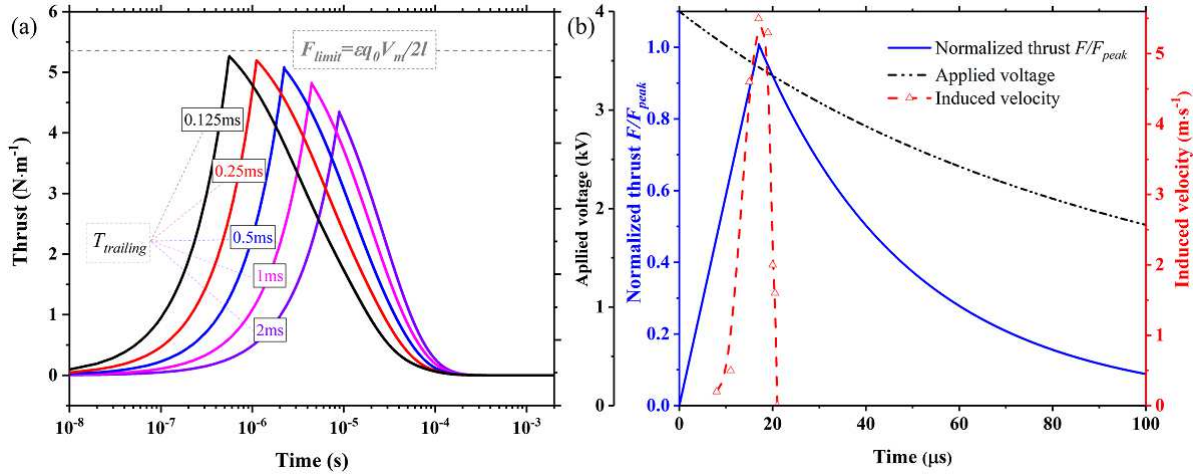 (a)
F_limit=εq_0V_m/2l
0.125ms
0.25ms
T_trailing
0.5ms
1ms
2ms
Thrust (N·m⁻¹)
6
5
4
3
2
1
0
10⁻⁸ 10⁻⁷ 10⁻⁶ 10⁻⁵ 10⁻⁴ 10⁻³
Time (s)
(b)
Apllied voltage (kV)
4
3
2
1
0
Normalized thrust F/F_peak
1.0
0.8
0.6
0.4
0.2
0.0
Normalized thrust F/F_peak
Applied voltage
Induced velocity
0 20 40 60 80 100
Time (μs)
5
4
3
2
1
0
Induced velocity (m·s⁻¹)